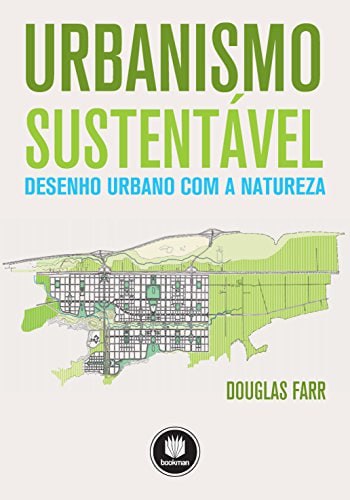 URBANISMO
SUSTENTÁVEL
DESENHO URBANO COM A NATUREZA
DOUGLAS FARR
bookman